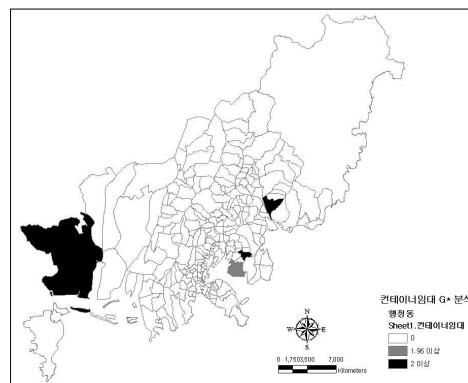 컨테이너임대 G* 분석
행정동
Sheet1.컨테이너임대
0
1.96 이상
2 이상
N
W E
S
0 1,7503,500 7,000
Kilometers